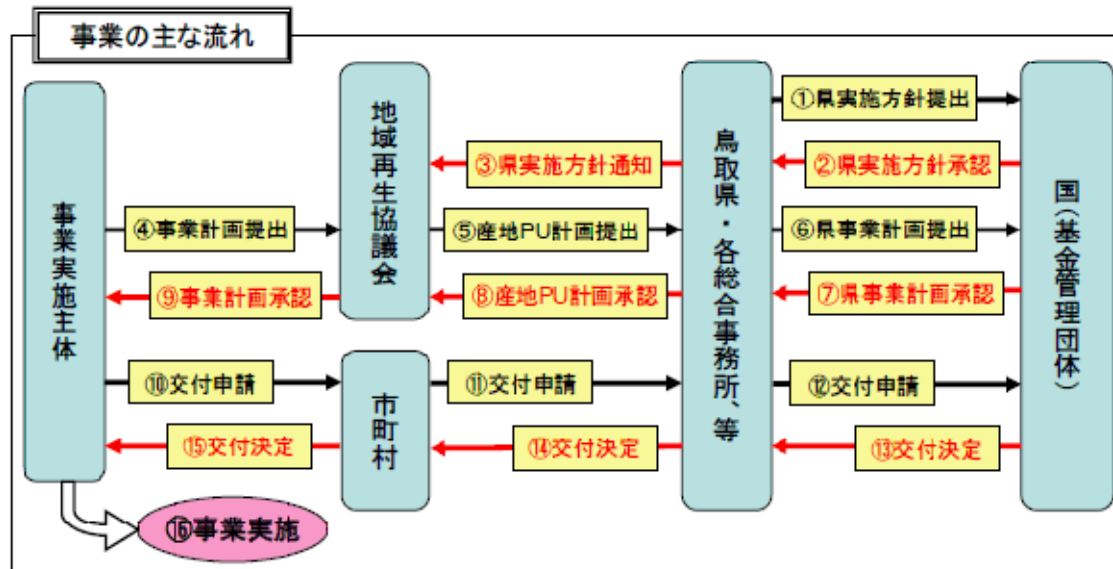 事業の主な流れ
事業実施主体
地域再生協議会
市町村
鳥取県・各総合事務所、等
国(基金管理団体)
①県実施方針提出
②県実施方針承認
③県実施方針通知
④事業計画提出
⑤産地PU計画提出
⑥県事業計画提出
⑦県事業計画承認
⑧産地PU計画承認
⑨事業計画承認
⑩交付申請
⑪交付申請
⑫交付申請
⑬交付決定
⑭交付決定
⑮交付決定
⑯事業実施